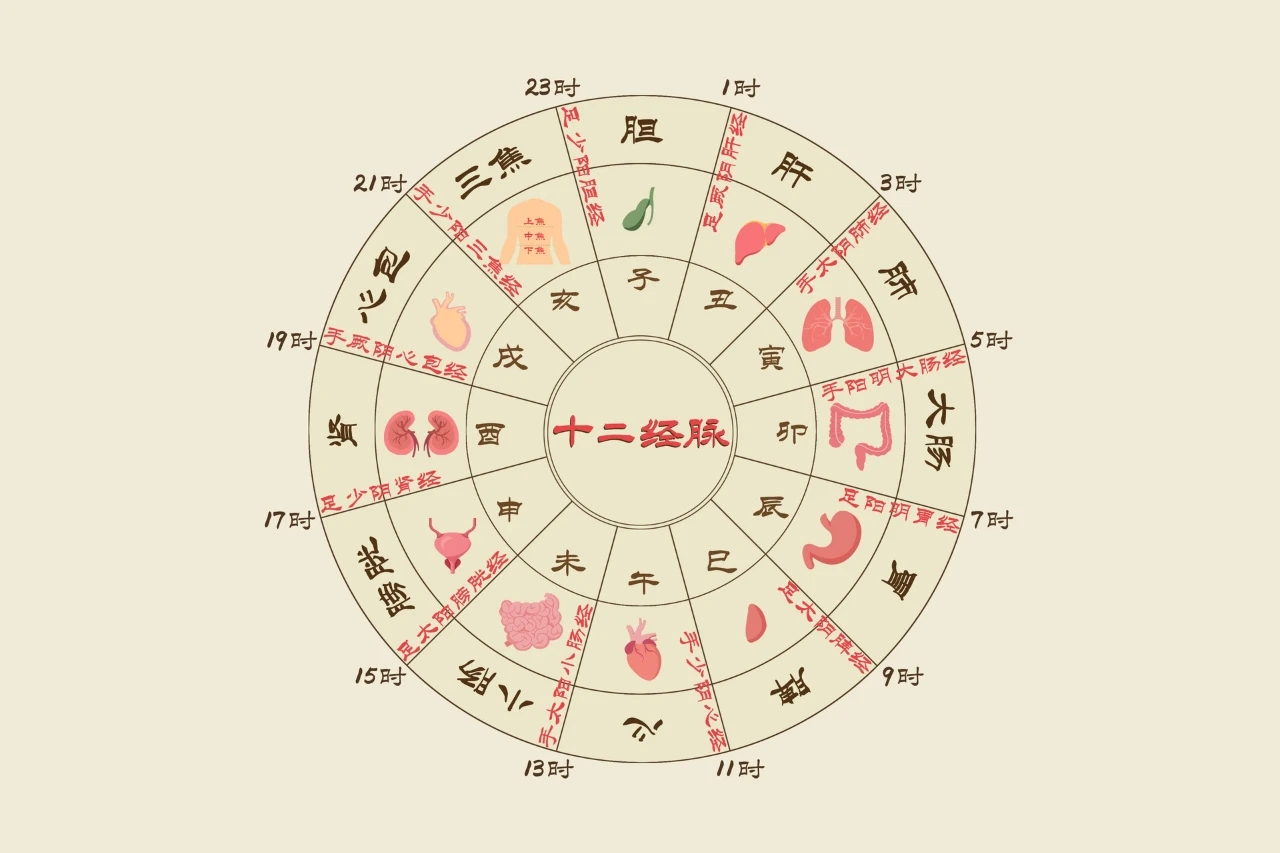 十二经脉
23时
1时
3时
5时
7时
9时
11时
13时
15时
17时
19时
21时
胆
肝
肺
大肠
胃
脾
心
小肠
膀胱
肾
心包
三焦
足少阳胆经
足厥阴肝经
手太阴肺经
手阳明大肠经
足阳明胃经
足太阴脾经
手少阴心经
手太阳小肠经
足太阳膀胱经
足少阴肾经
手厥阴心包经
手少阳三焦经
上焦
中焦
下焦
子
丑
寅
卯
辰
巳
午
未
申
酉
戌
亥